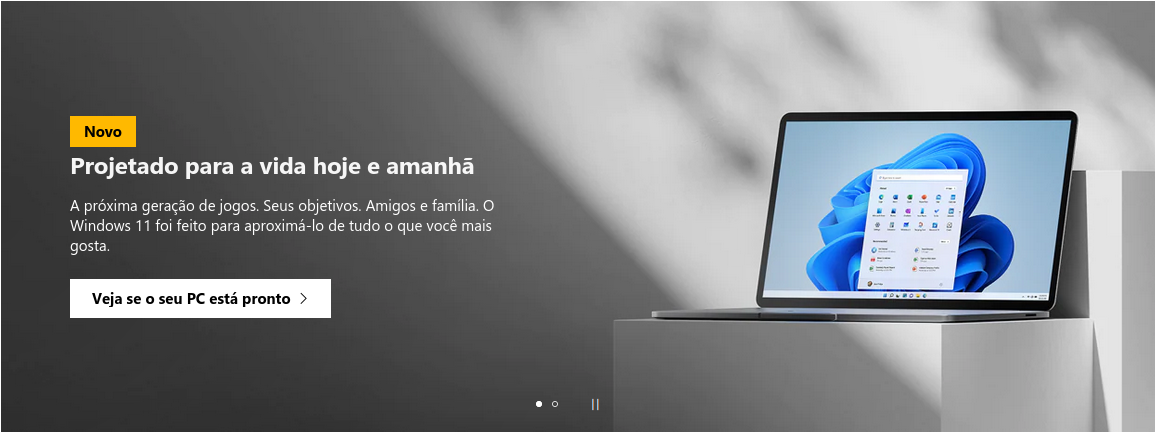 Novo
Projetado para a vida hoje e amanhã
A próxima geração de jogos. Seus objetivos. Amigos e família. O
Windows 11 foi feito para aproximá-lo de tudo o que você mais
gosta.
Veja se o seu PC está pronto